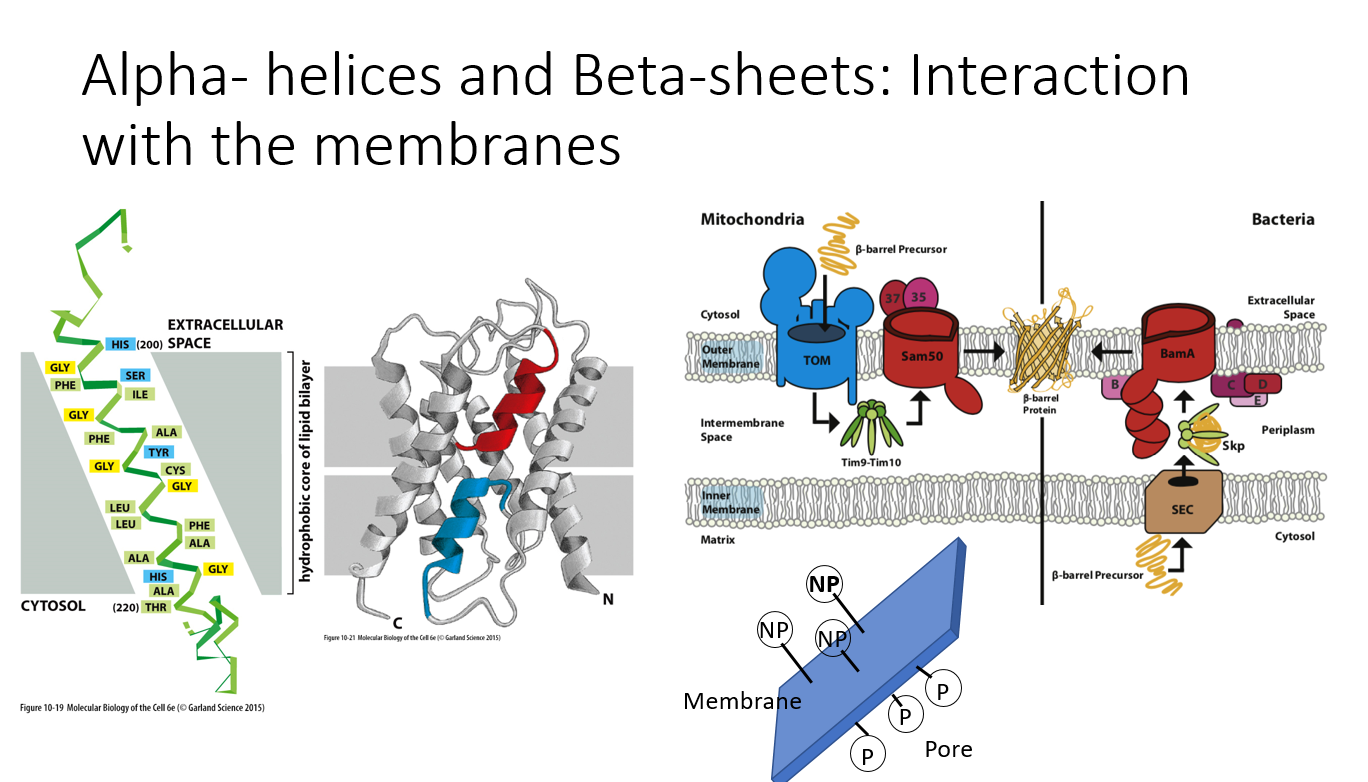 Alpha- helices and Beta-sheets: Interaction
with the membranes
EXTRACELLULAR
SPACE
HIS (200)
GLY
PHE
SER
ILE
GLY
PHE
ALA
TYR
GLY
CYS
GLY
LEU
LEU
PHE
ALA
ALA
GLY
HIS
ALA
(220) THR
CYTOSOL
hydrophobic core of lipid bilayer
Figure 10-19 Molecular Biology of the Cell 6e (© Garland Science 2015)
C
N
Figure 10-21 Molecular Biology of the Cell 6e (© Garland Science 2015)
Mitochondria
β-barrel Precursor
Cytosol
37
35
Outer
Membrane
TOM
Sam50
Intermembrane
Space
Tim9-Tim10
β-barrel
Protein
Inner
Membrane
Matrix
Bacteria
Extracellular
Space
BamA
B
C
D
E
Periplasm
Skp
SEC
Cytosol
β-barrel Precursor
NP
NP
NP
Membrane
P
P
P
Pore